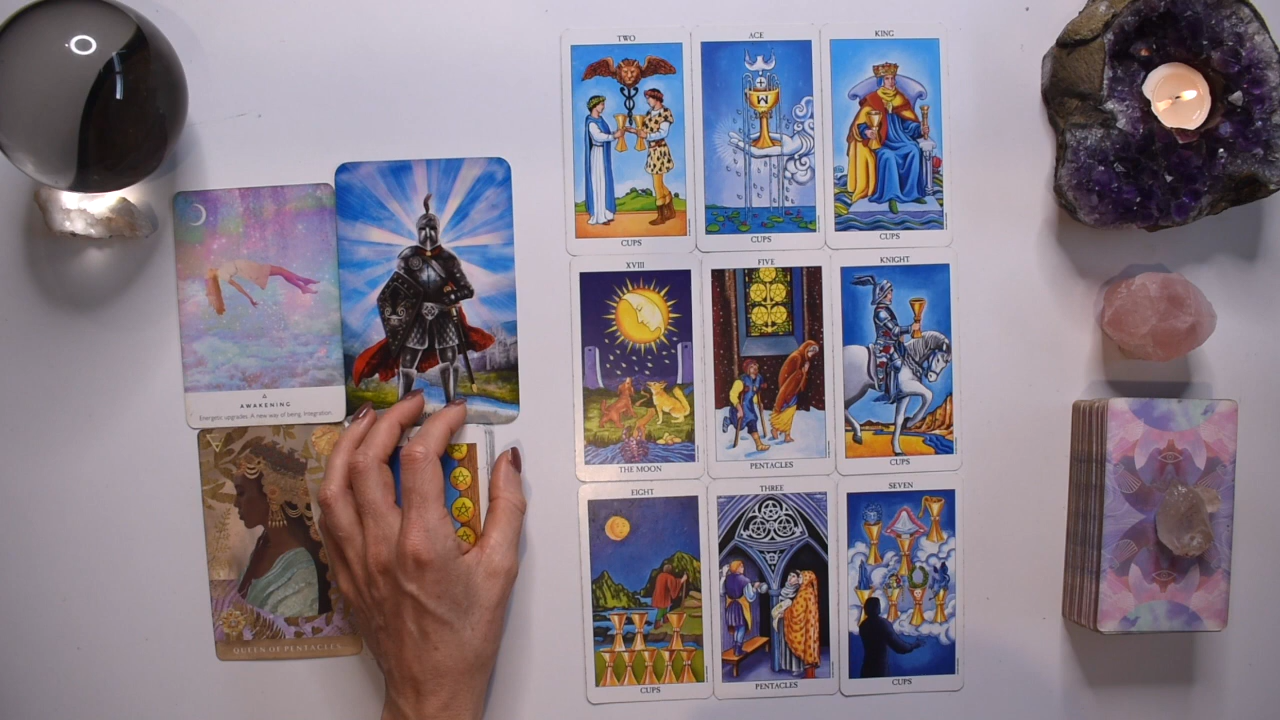 AWAKENING
Energetic upgrades. A new way of being. Integration.
QUEEN OF PENTACLES
TWO
CUPS
ACE
CUPS
KING
CUPS
XVIII
THE MOON
FIVE
PENTACLES
KNIGHT
CUPS
EIGHT
CUPS
THREE
PENTACLES
SEVEN
CUPS